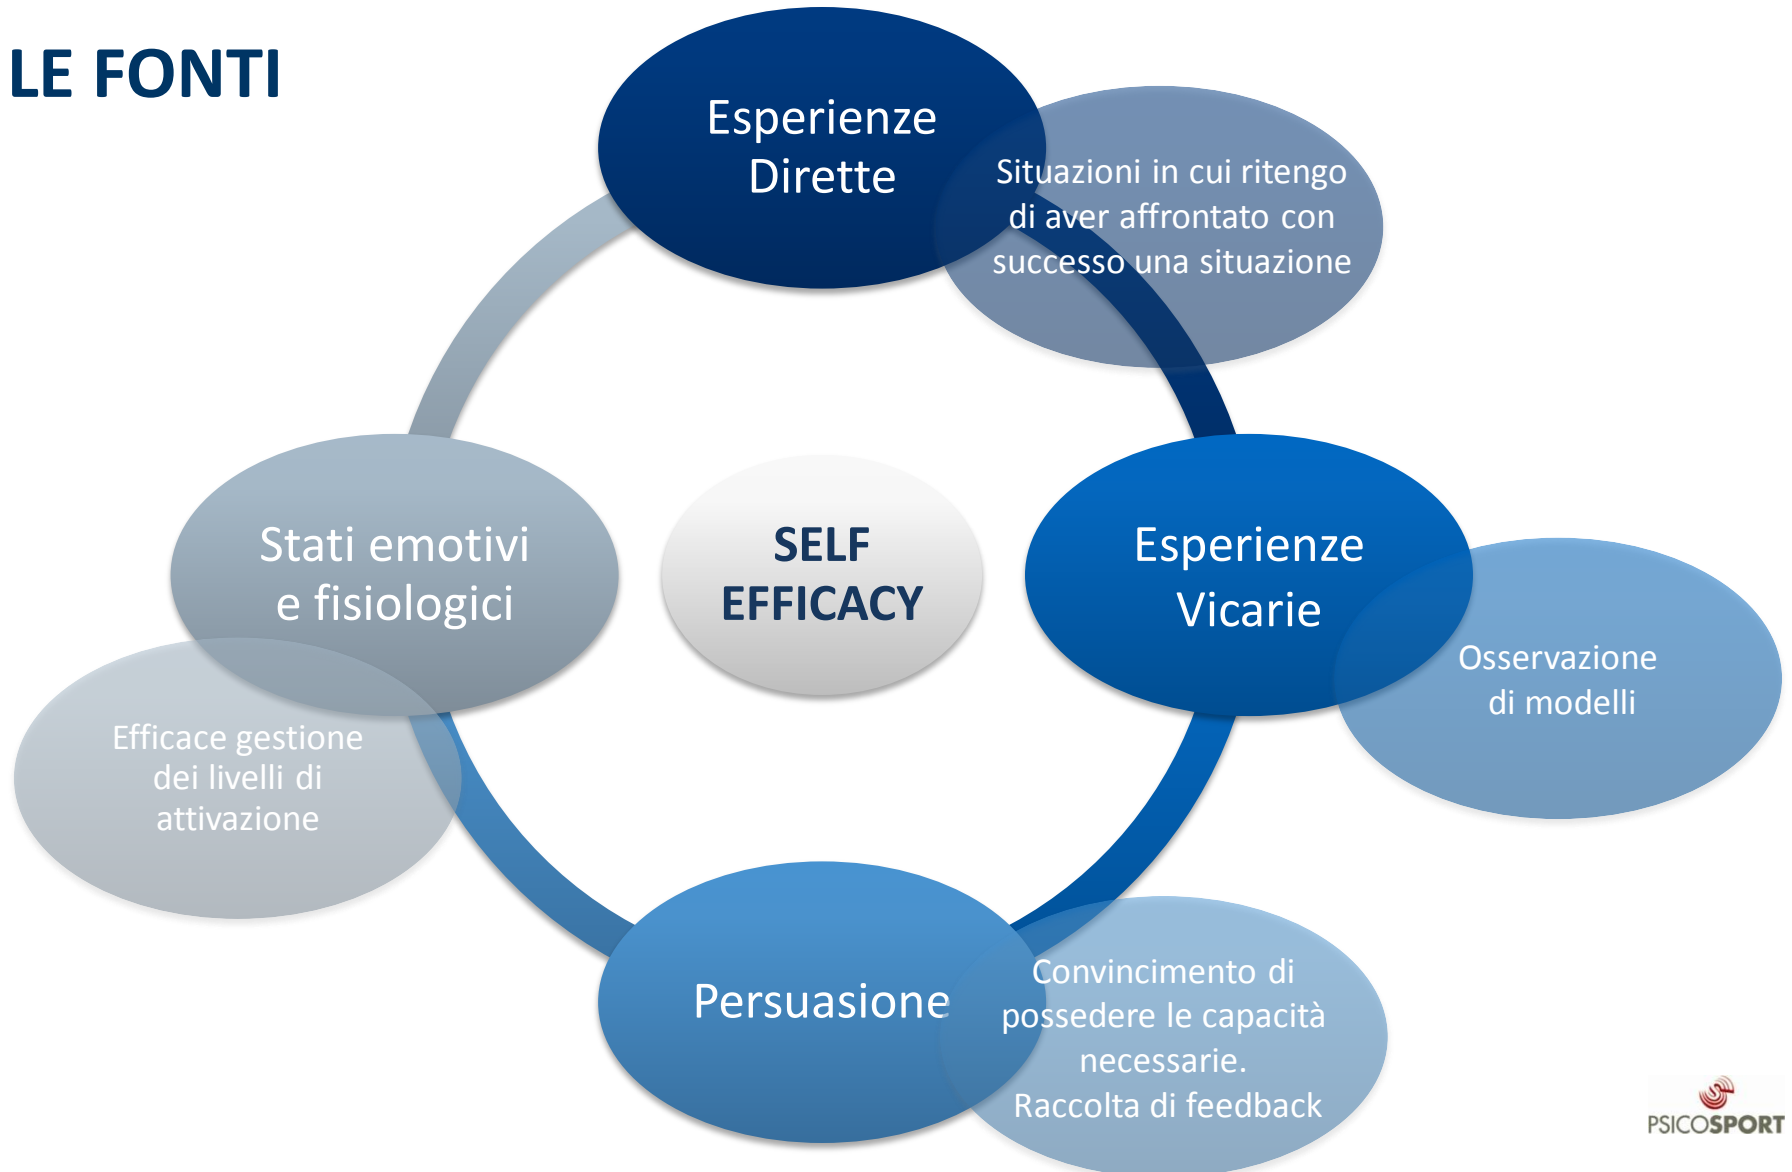 LE FONTI
Esperienze
Dirette
Situazioni in cui ritengo
di aver affrontato con
successo una situazione
Stati emotivi
e fisiologici
SELF
EFFICACY
Esperienze
Vicarie
Osservazione
di modelli
Efficace gestione
dei livelli di
attivazione
Persuasione
Convincimento di
possedere le capacità
necessarie.
Raccolta di feedback
PSICOSPORT